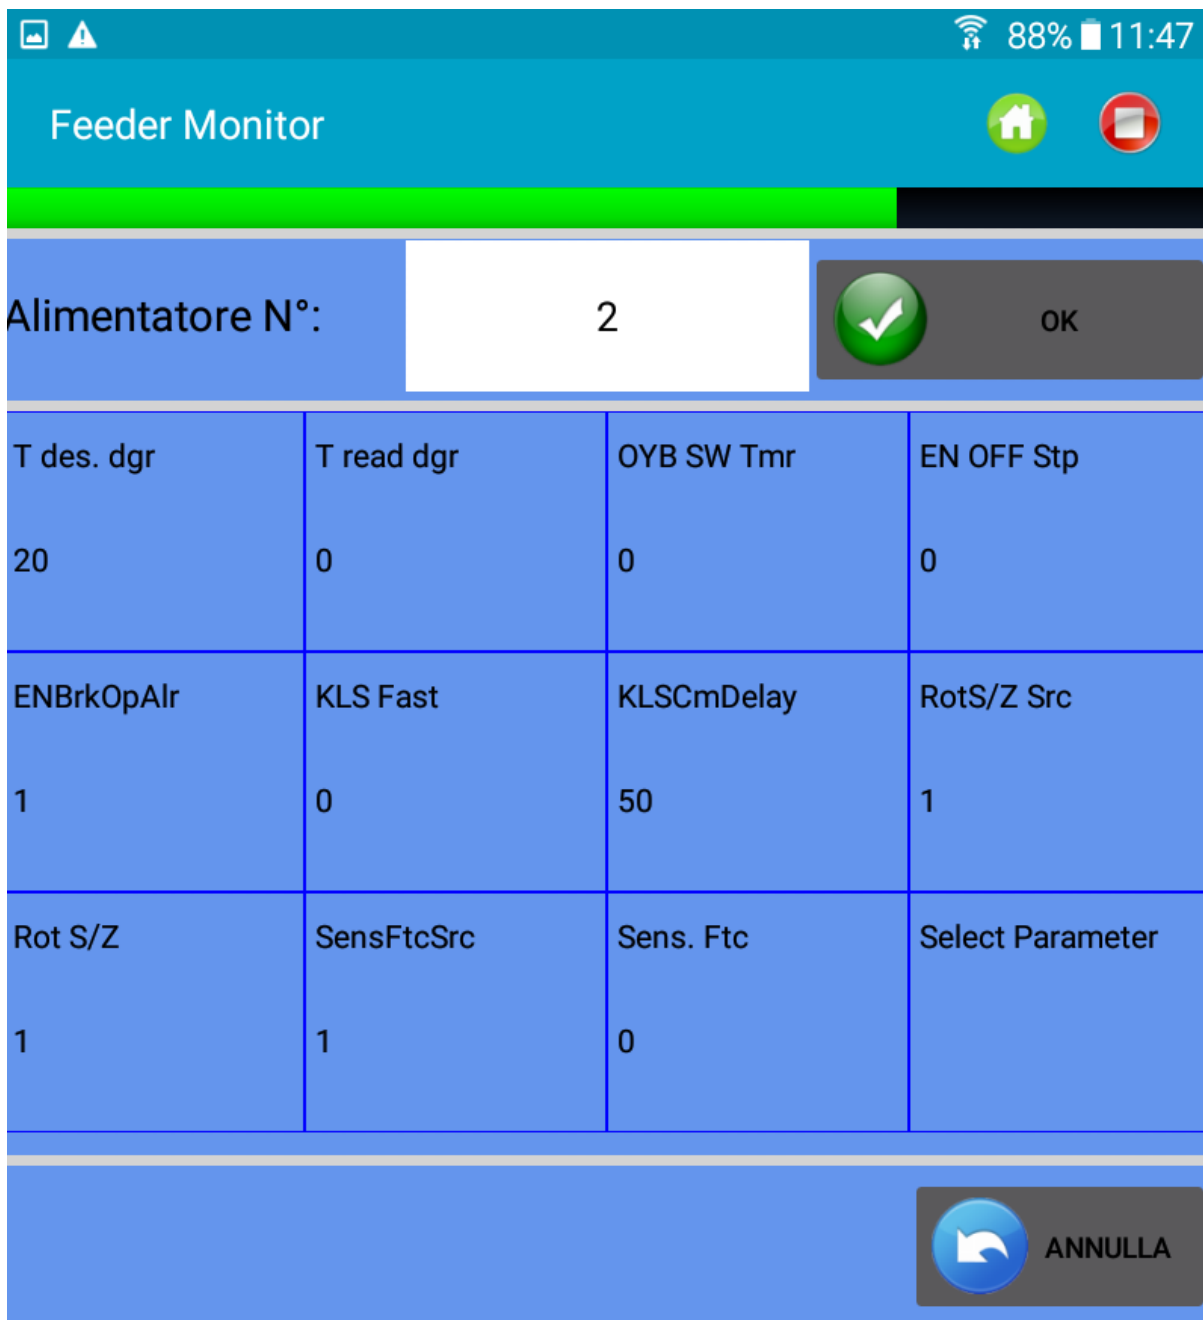 88% 11:47
Feeder Monitor
Alimentatore N°: 2 OK
T des. dgr T read dgr OYB SW Tmr EN OFF Stp
20 0 0 0
ENBrkOpAlr KLS Fast KLSCmDelay RotS/Z Src
1 0 50 1
Rot S/Z SensFtcSrc Sens. Ftc Select Parameter
1 1 0
ANNULLA